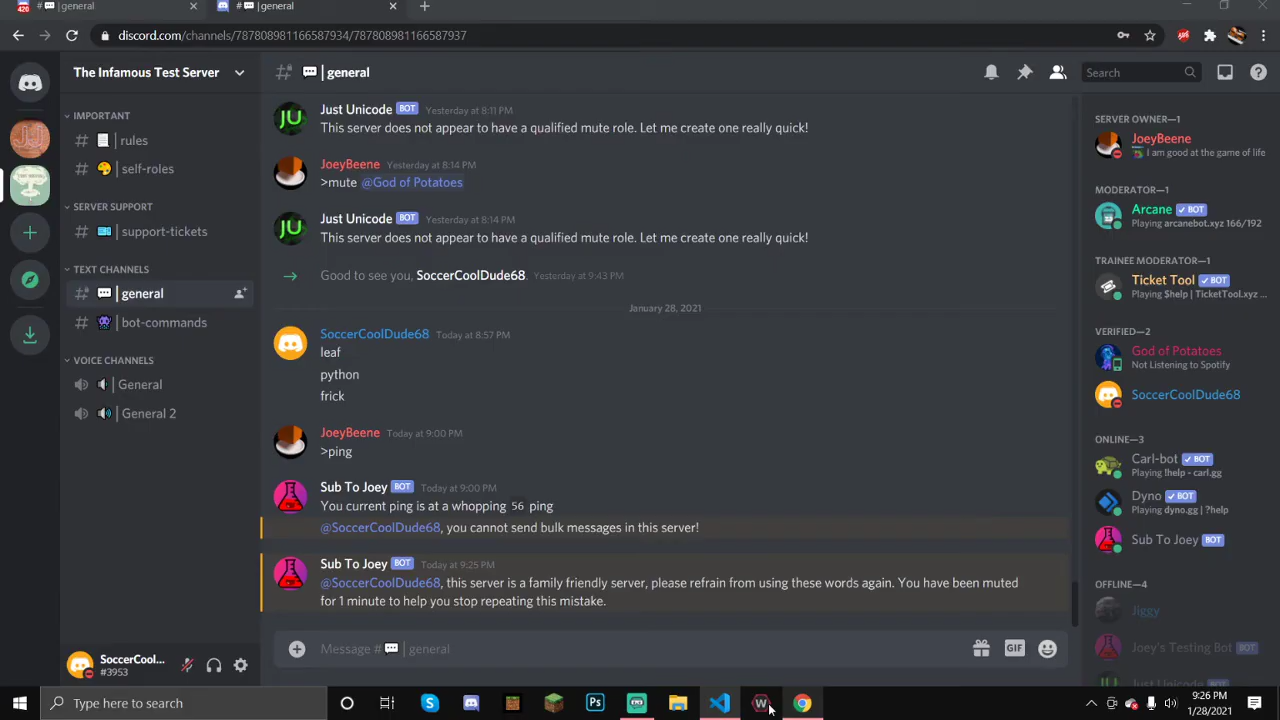 426 # 💬 | general
# 💬 | general
discord.com/channels/787808981166587934/787808981166587937
ABP
The Infamous Test Server
IMPORTANT
rules
self-roles
SERVER SUPPORT
support-tickets
TEXT CHANNELS
general
bot-commands
VOICE CHANNELS
General
General 2
SoccerCool...
#3953
general
Search
Just Unicode BOT Yesterday at 8:11 PM
This server does not appear to have a qualified mute role. Let me create one really quick!
JoeyBeene Yesterday at 8:14 PM
>mute @God of Potatoes
Just Unicode BOT Yesterday at 8:14 PM
This server does not appear to have a qualified mute role. Let me create one really quick!
Good to see you, SoccerCoolDude68. Yesterday at 9:43 PM
January 28, 2021
SoccerCoolDude68 Today at 8:57 PM
leaf
python
frick
JoeyBeene Today at 9:00 PM
>ping
Sub To Joey BOT Today at 9:00 PM
You current ping is at a whopping 56 ping
@SoccerCoolDude68, you cannot send bulk messages in this server!
Sub To Joey BOT Today at 9:25 PM
@SoccerCoolDude68, this server is a family friendly server, please refrain from using these words again. You have been muted
for 1 minute to help you stop repeating this mistake.
Message # 💬 | general
GIF
SERVER OWNER—1
JoeyBeene
I am good at the game of life
MODERATOR—1
Arcane ✓ BOT
Playing arcanebot.xyz 166/192
TRAINEE MODERATOR—1
Ticket Tool ✓ BOT
Playing $help | TicketTool.xyz ...
VERIFIED—2
God of Potatoes
Not Listening to Spotify
SoccerCoolDude68
ONLINE—3
Carl-bot ✓ BOT
Playing !help - carl.gg
Dyno ✓ BOT
Playing dyno.gg | ?help
Sub To Joey BOT
OFFLINE—4
Jiggy
Joey's Testing Bot BOT
Just Unicode BOT
Type here to search
9:26 PM
1/28/2021